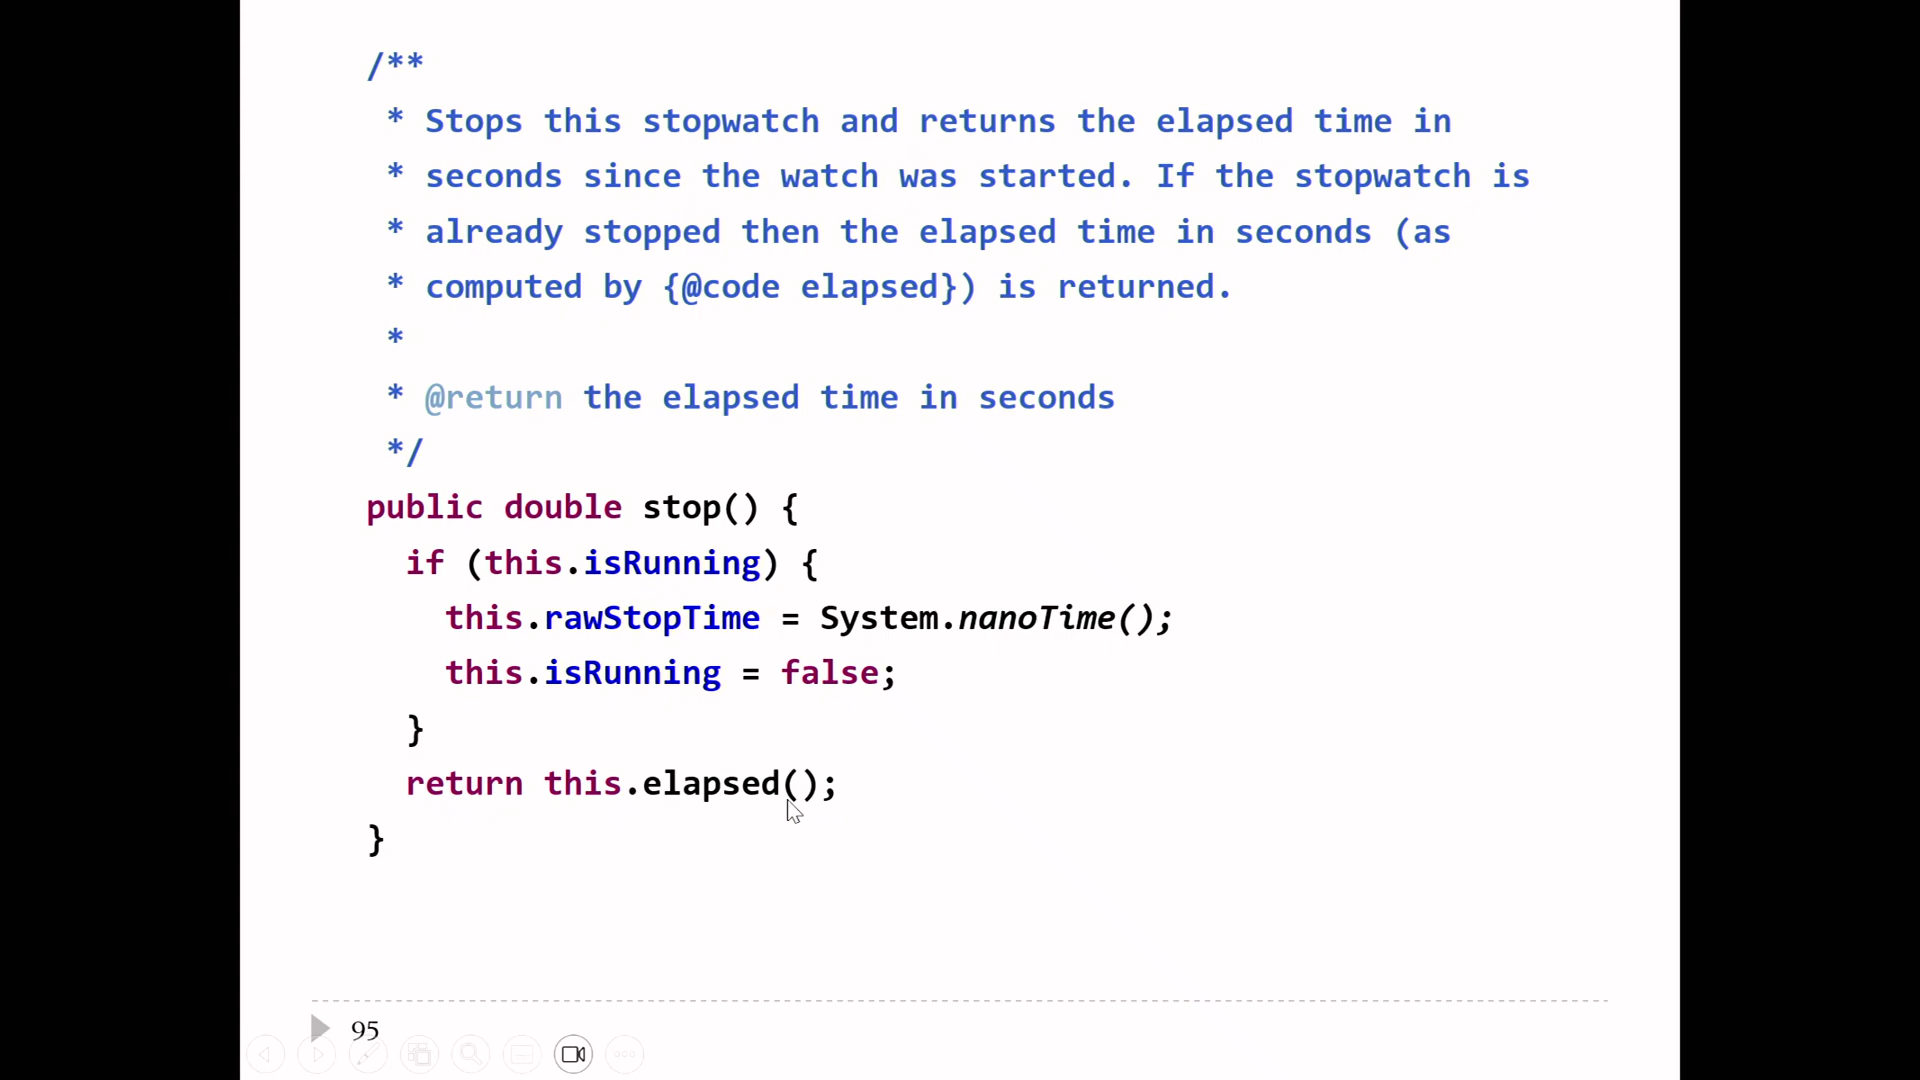 /**
 * Stops this stopwatch and returns the elapsed time in
 * seconds since the watch was started. If the stopwatch is
 * already stopped then the elapsed time in seconds (as
 * computed by {@code elapsed}) is returned.
 *
 * @return the elapsed time in seconds
 */
public double stop() {
  if (this.isRunning) {
    this.rawStopTime = System.nanoTime();
    this.isRunning = false;
  }
  return this.elapsed();
}
95